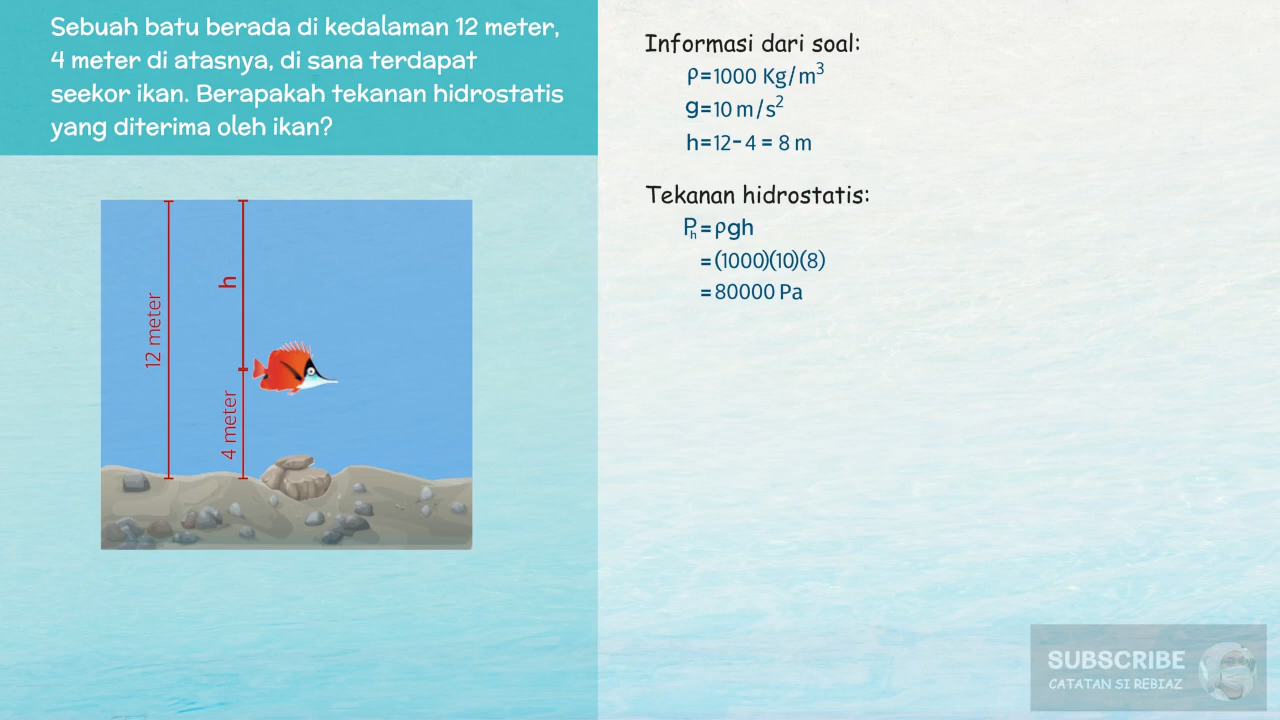 Sebuah batu berada di kedalaman 12 meter,
4 meter di atasnya, di sana terdapat
seekor ikan. Berapakah tekanan hidrostatis
yang diterima oleh ikan?
12 meter
h
4 meter
Informasi dari soal:
ρ=1000 Kg/m³
g=10 m/s²
h=12-4 = 8 m
Tekanan hidrostatis:
Pₕ=ρgh
=(1000)(10)(8)
=80000 Pa
SUBSCRIBE
CATATAN SI REBIAZ